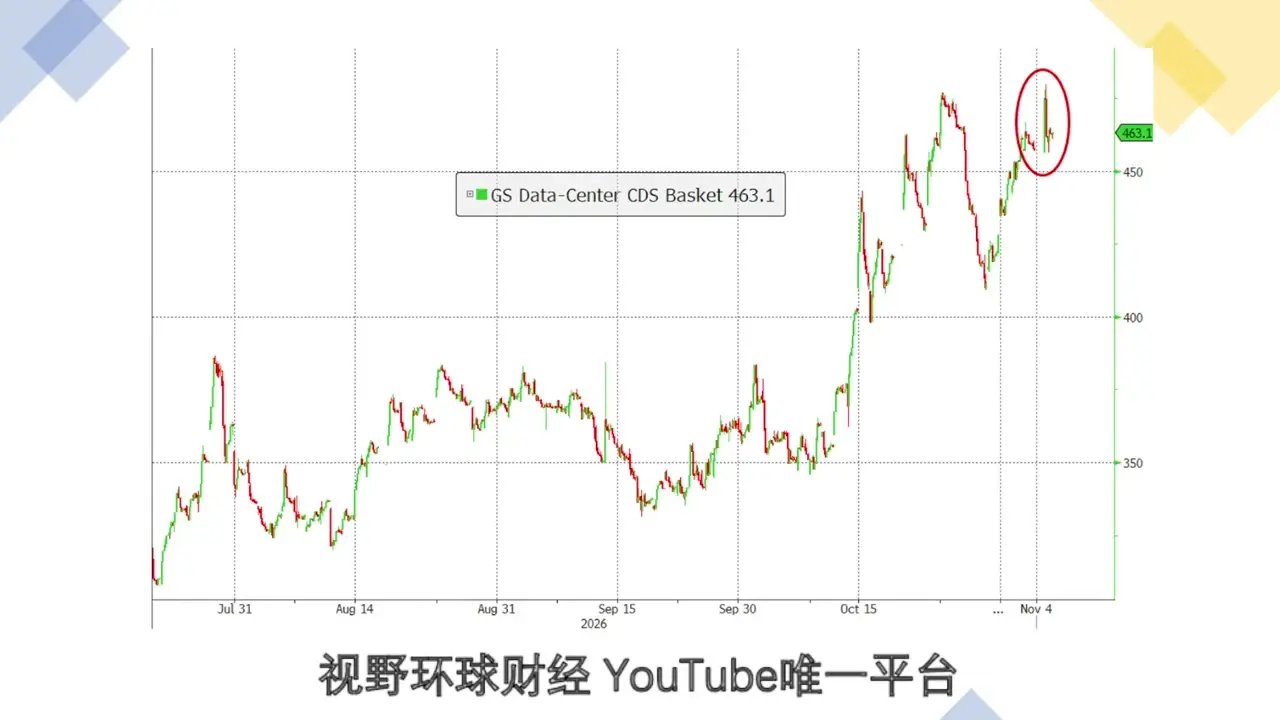 463.1
450
GS Data-Center CDS Basket 463.1
400
350
Jul 31 Aug 14 Aug 31 Sep 15 Sep 30 Oct 15 ... Nov 4
2026
视野环球财经 YouTube唯一平台